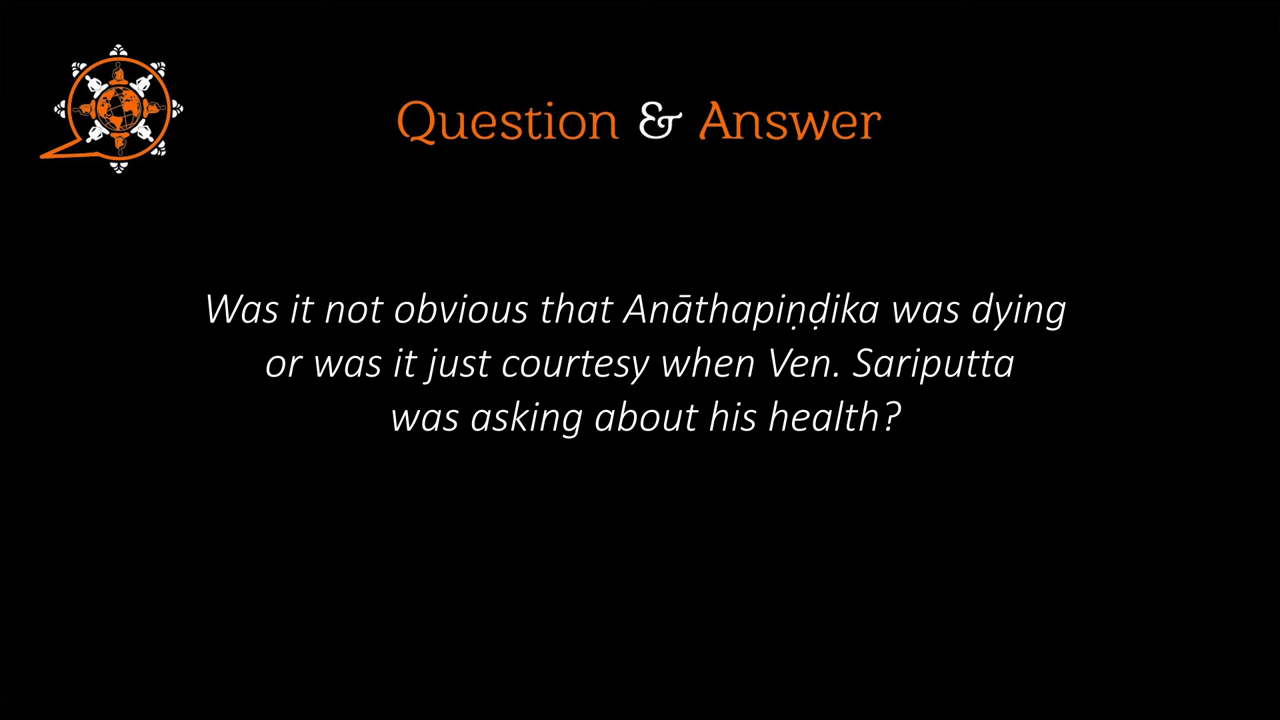 Question & Answer
Was it not obvious that Anāthapiṇḍika was dying
or was it just courtesy when Ven. Sariputta
was asking about his health?